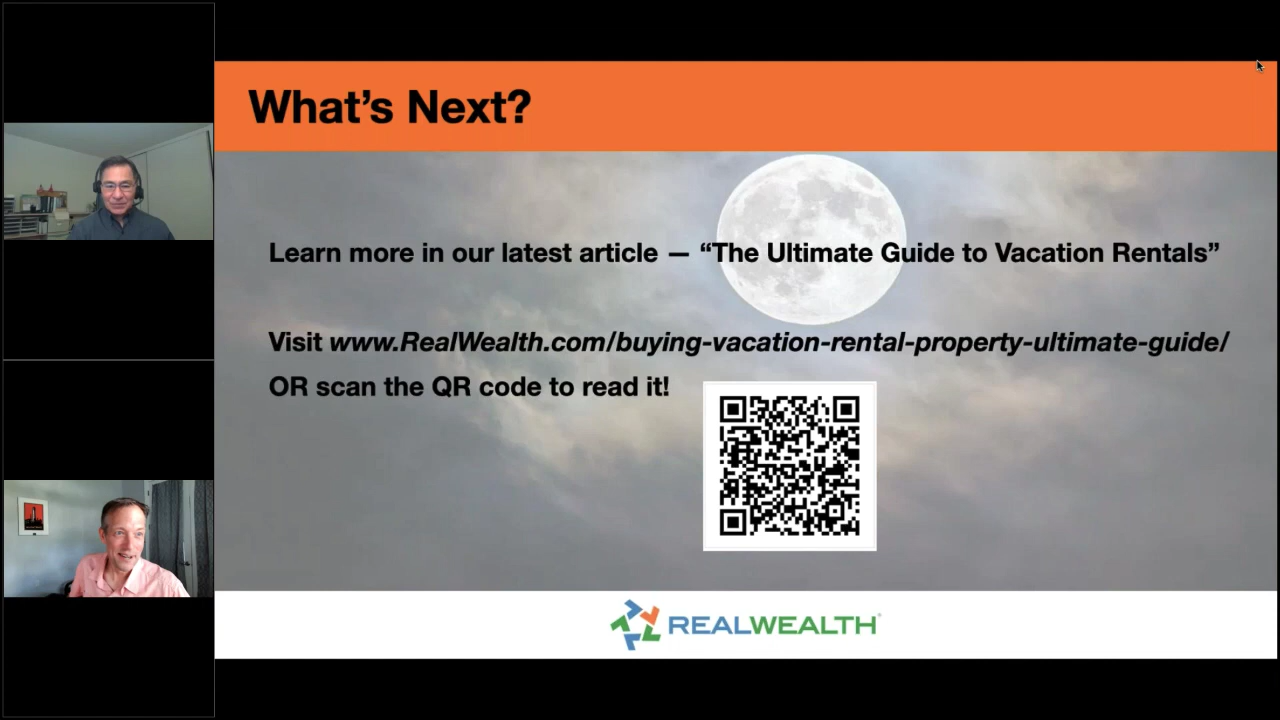 What's Next?
Learn more in our latest article — “The Ultimate Guide to Vacation Rentals”
Visit www.RealWealth.com/buying-vacation-rental-property-ultimate-guide/
OR scan the QR code to read it!
REALWEALTH